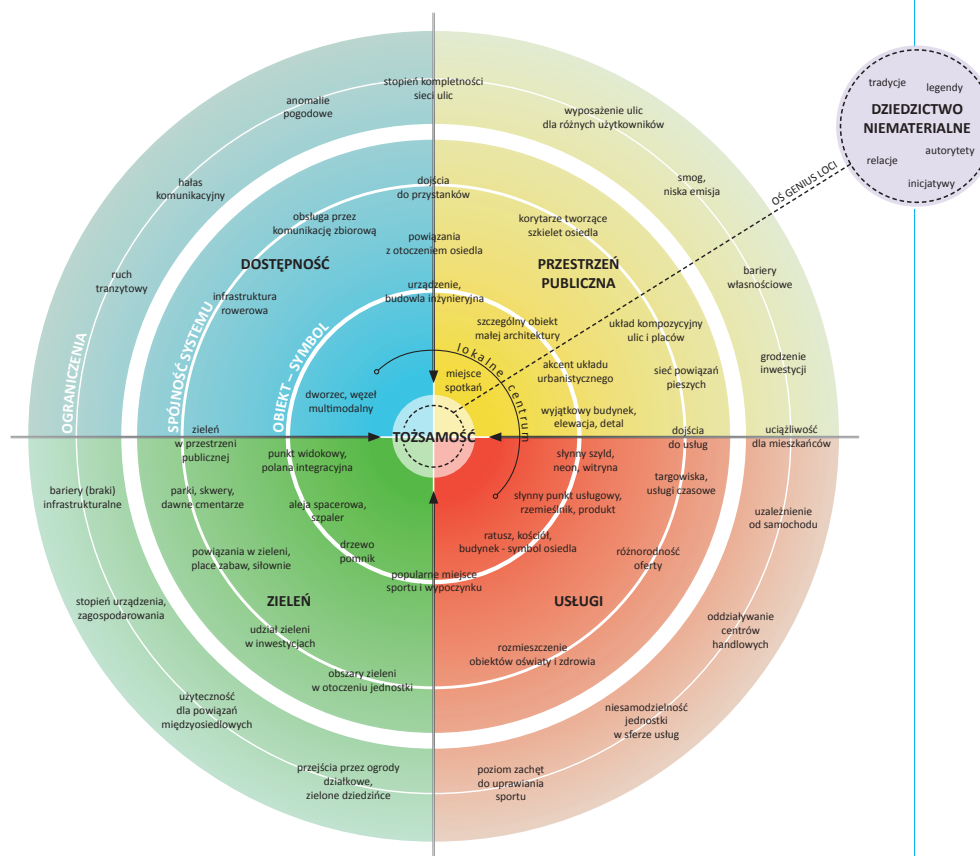 stopień kompletności
sieci ulic
anomalie
pogodowe
wyposażenie ulic
dla różnych użytkowników
hałas
komunikacyjny
smog,
niska emisja
ruch
tranzytowy
bariery
własnościowe
grodzenie
inwestycji
OGRANICZENIA
SPÓJNOŚĆ SYSTEMU
OBIEKT – SYMBOL
dojścia
do przystanków
obsługa przez
komunikację zbiorową
korytarze tworzące
szkielet osiedla
powiązania
z otoczeniem osiedla
DOSTĘPNOŚĆ
PRZESTRZEŃ
PUBLICZNA
infrastruktura
rowerowa
urządzenie,
budowla inżynieryjna
szczególny obiekt
małej architektury
układ kompozycyjny
ulic i placów
lokalne centrum
miejsce
spotkań
akcent układu
urbanistycznego
sieć powiązań
pieszych
dworzec, węzeł
multimodalny
wyjątkowy budynek,
elewacja, detal
TOŻSAMOŚĆ
zieleń
w przestrzeni
publicznej
dojścia
do usług
uciążliwość
dla mieszkańców
punkt widokowy,
polana integracyjna
słynny szyld,
neon, witryna
bariery (braki)
infrastrukturalne
parki, skwery,
dawne cmentarze
aleja spacerowa,
szpaler
słynny punkt usługowy,
rzemieślnik, produkt
targowiska,
usługi czasowe
uzależnienie
od samochodu
powiązania w zieleni,
place zabaw, siłownie
drzewo
pomnik
ratusz, kościół,
budynek - symbol osiedla
różnorodność
oferty
popularne miejsce
sportu i wypoczynku
ZIELEŃ
USŁUGI
stopień urządzenia,
zagospodarowania
oddziaływanie
centrów
handlowych
udział zieleni
w inwestycjach
rozmieszczenie
obiektów oświaty i zdrowia
obszary zieleni
w otoczeniu jednostki
użyteczność
dla powiązań
międzyosiedlowych
niesamodzielność
jednostki
w sferze usług
przejścia przez ogrody
działkowe,
zielone dziedzińce
poziom zachęt
do uprawiania
sportu
OŚ GENIUS LOCI
tradycje
legendy
DZIEDZICTWO
NIEMATERIALNE
autorytety
relacje
inicjatywy